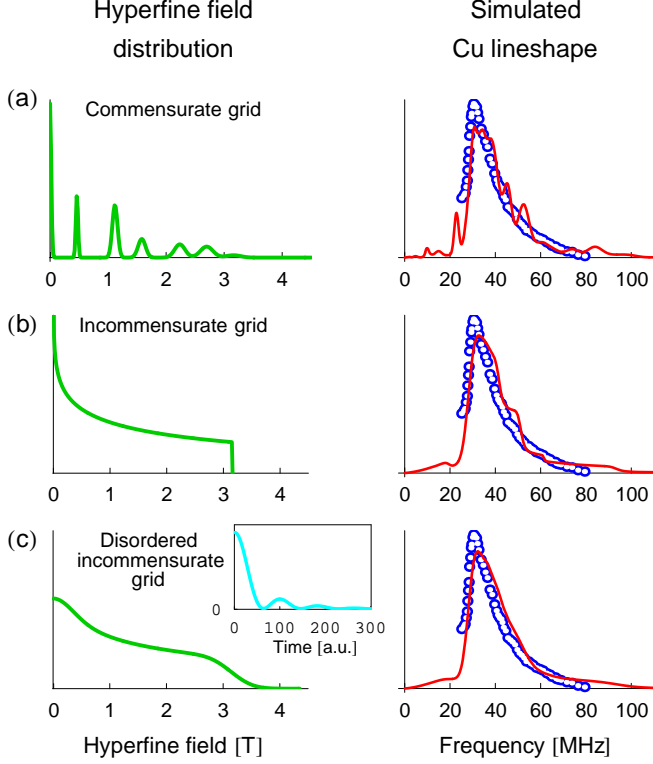 Hyperfine field
distribution
Simulated
Cu lineshape
(a)
Commensurate grid
0 1 2 3 4
0 20 40 60 80 100
(b)
Incommensurate grid
0 1 2 3 4
0 20 40 60 80 100
(c)
Disordered
incommensurate
grid
0
0 100 200 300
Time [a.u.]
0 1 2 3 4
0 20 40 60 80 100
Hyperfine field [T]
Frequency [MHz]